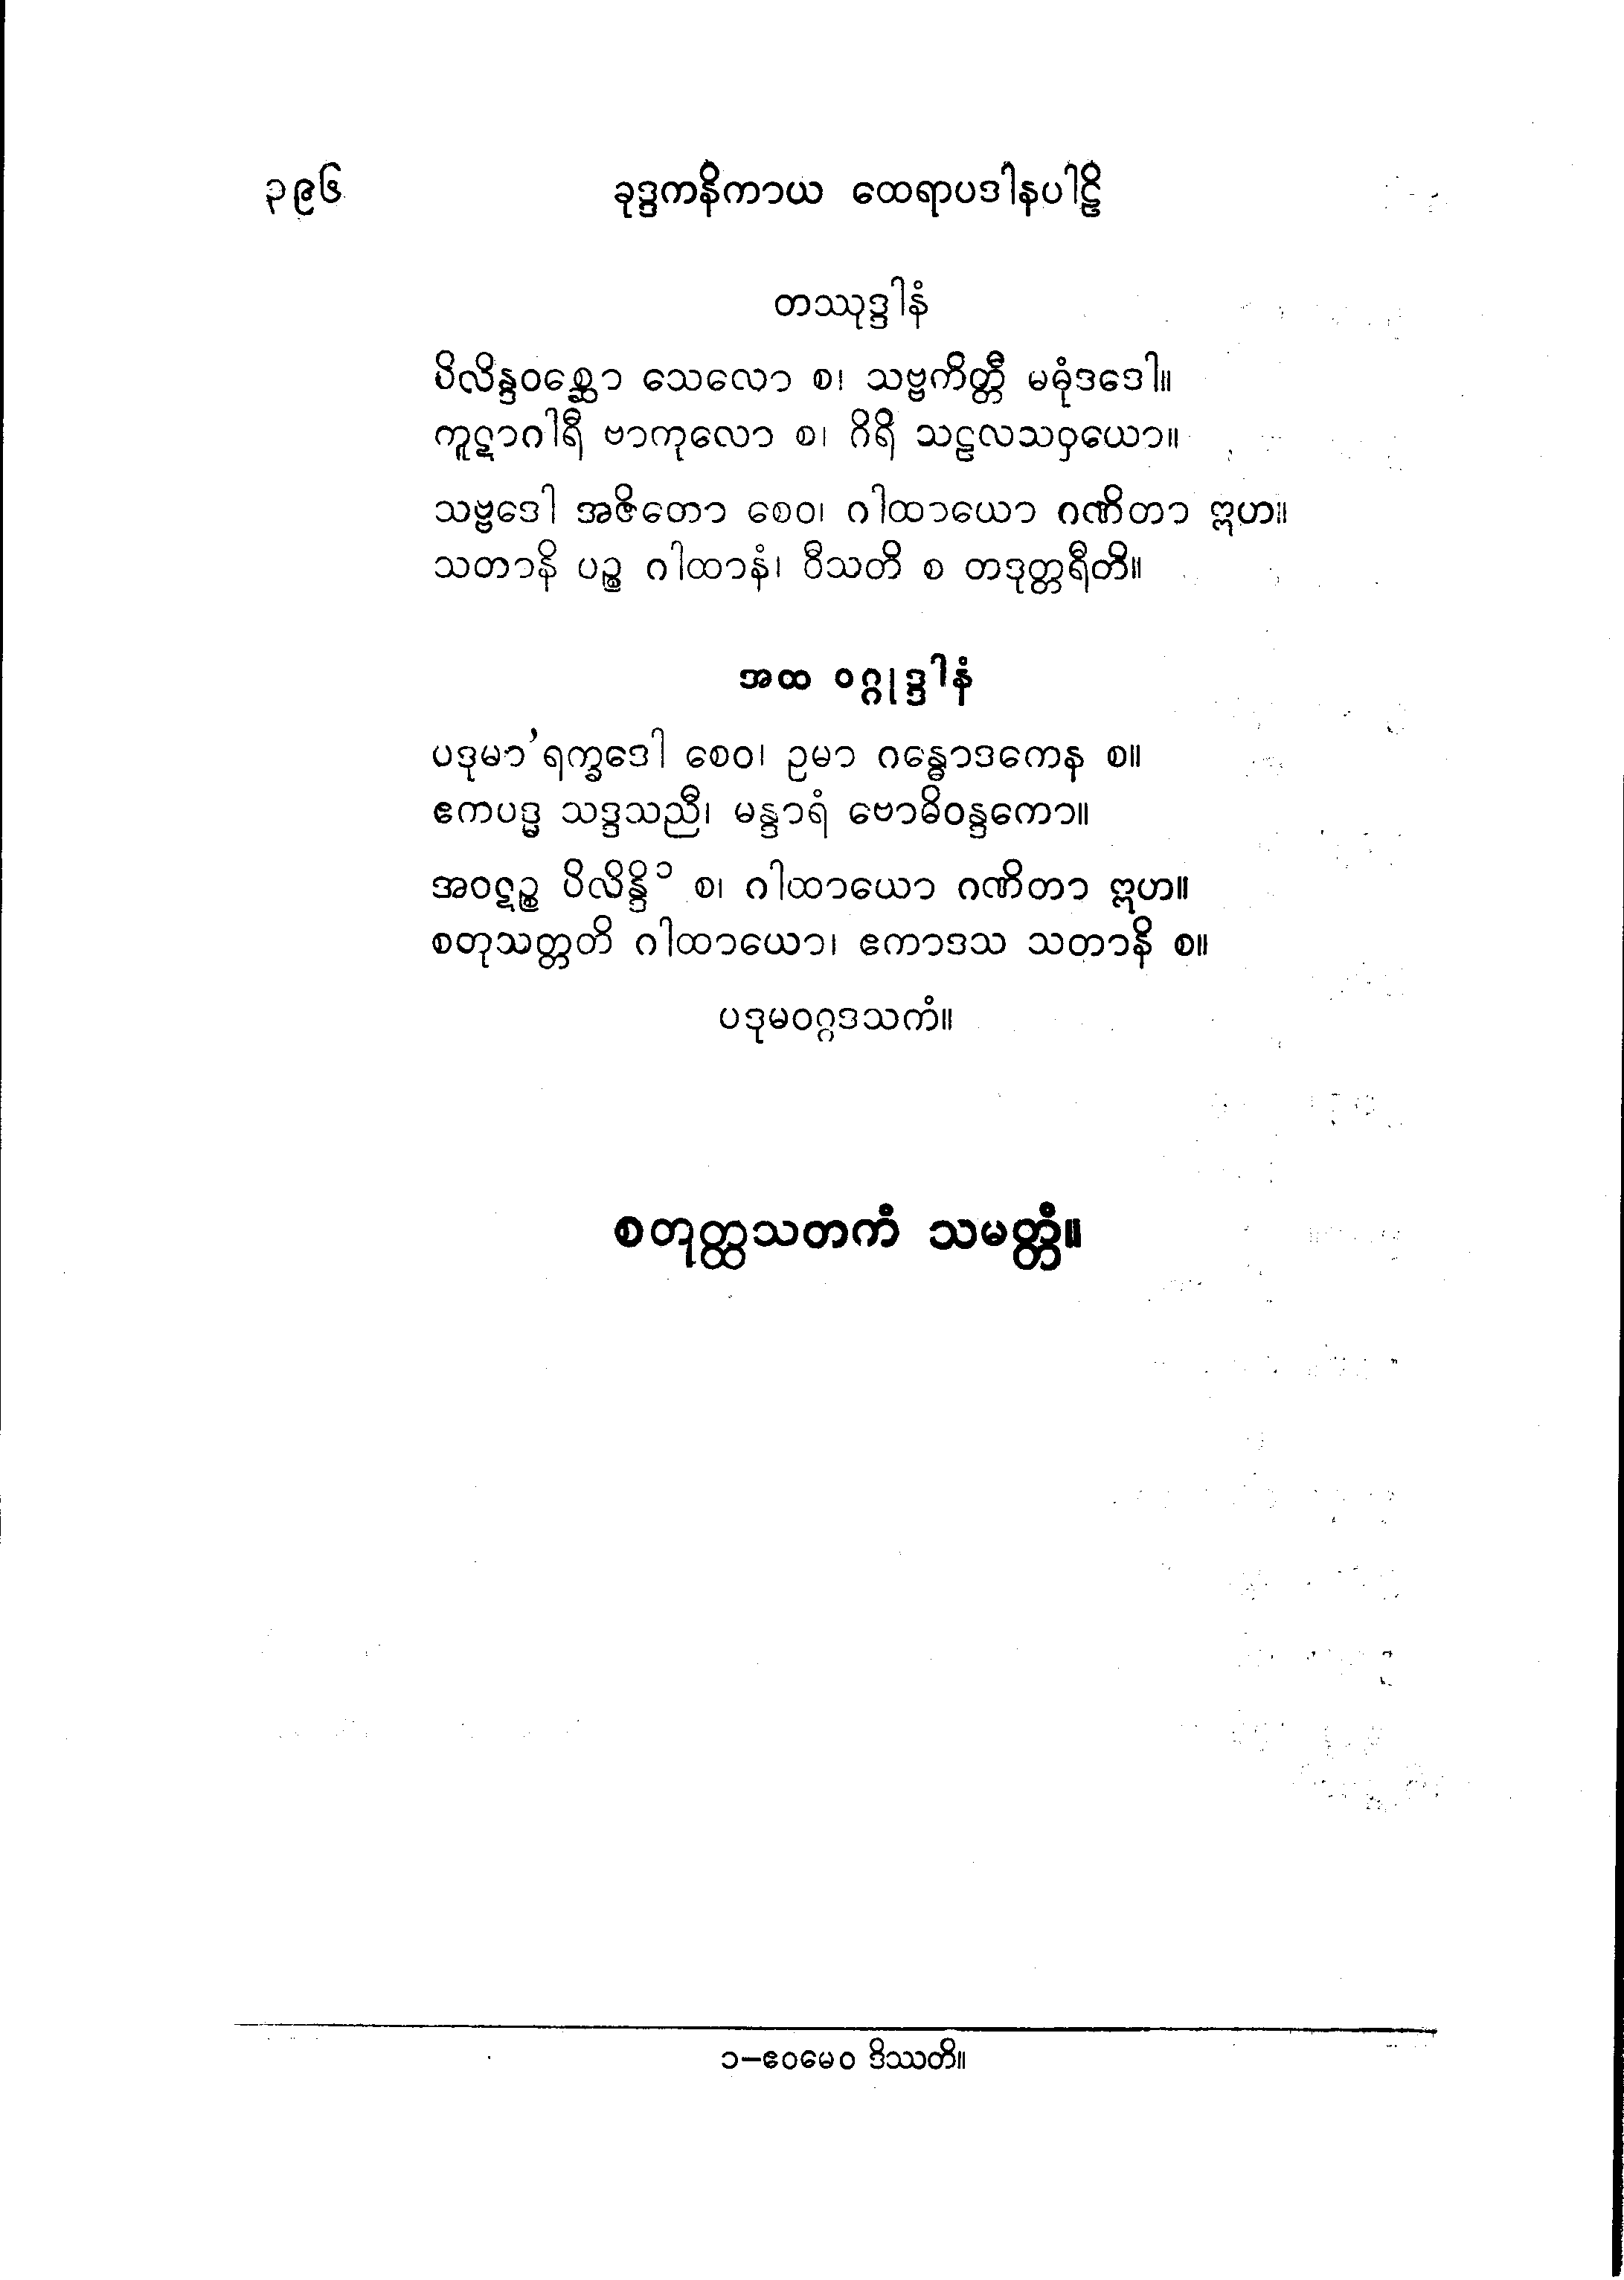 ၃၉၆ ခုဒ္ဒကနိကာယ ထေရာပဒါနပါဠိ
တဿုဒ္ဒါနံ
ပိလိန္ဒဝစ္ဆော သေလော စ၊ သဗ္ဗကိတ္တီ မဓုံဒဒေါ။
ကူဋာဂါရီ ဗာကုလော စ၊ ဂိရိ သဠလသဝှယော။
သဗ္ဗဒေါ အဇိတော စေဝ၊ ဂါထာယော ဂဏိတာ ဣဟ။
သတာနိ ပဉ္စ ဂါထာနံ၊ ဝီသတိ စ တဒုတ္တရီတိ။
အထ ဝဂ္ဂုဒ္ဒါနံ
ပဒုမာ’ရက္ခဒေါ စေဝ၊ ဥမာ ဂန္ဓောဒကေန စ။
ဧကပဒ္မ သဒ္ဒသညီ၊ မန္ဒာရံ ဗောဓိဝန္ဒကော။
အဝဋဉ္စ ပိလိန္ဒိ ၁ စ၊ ဂါထာယော ဂဏိတာ ဣဟ။
စတုသတ္တတိ ဂါထာယော၊ ဧကာဒသ သတာနိ စ။
ပဒုမဝဂ္ဂဒသကံ။
စတုတ္ထသတကံ သမတ္တံ။
၁–ဧဝမေဝ ဒိဿတိ။